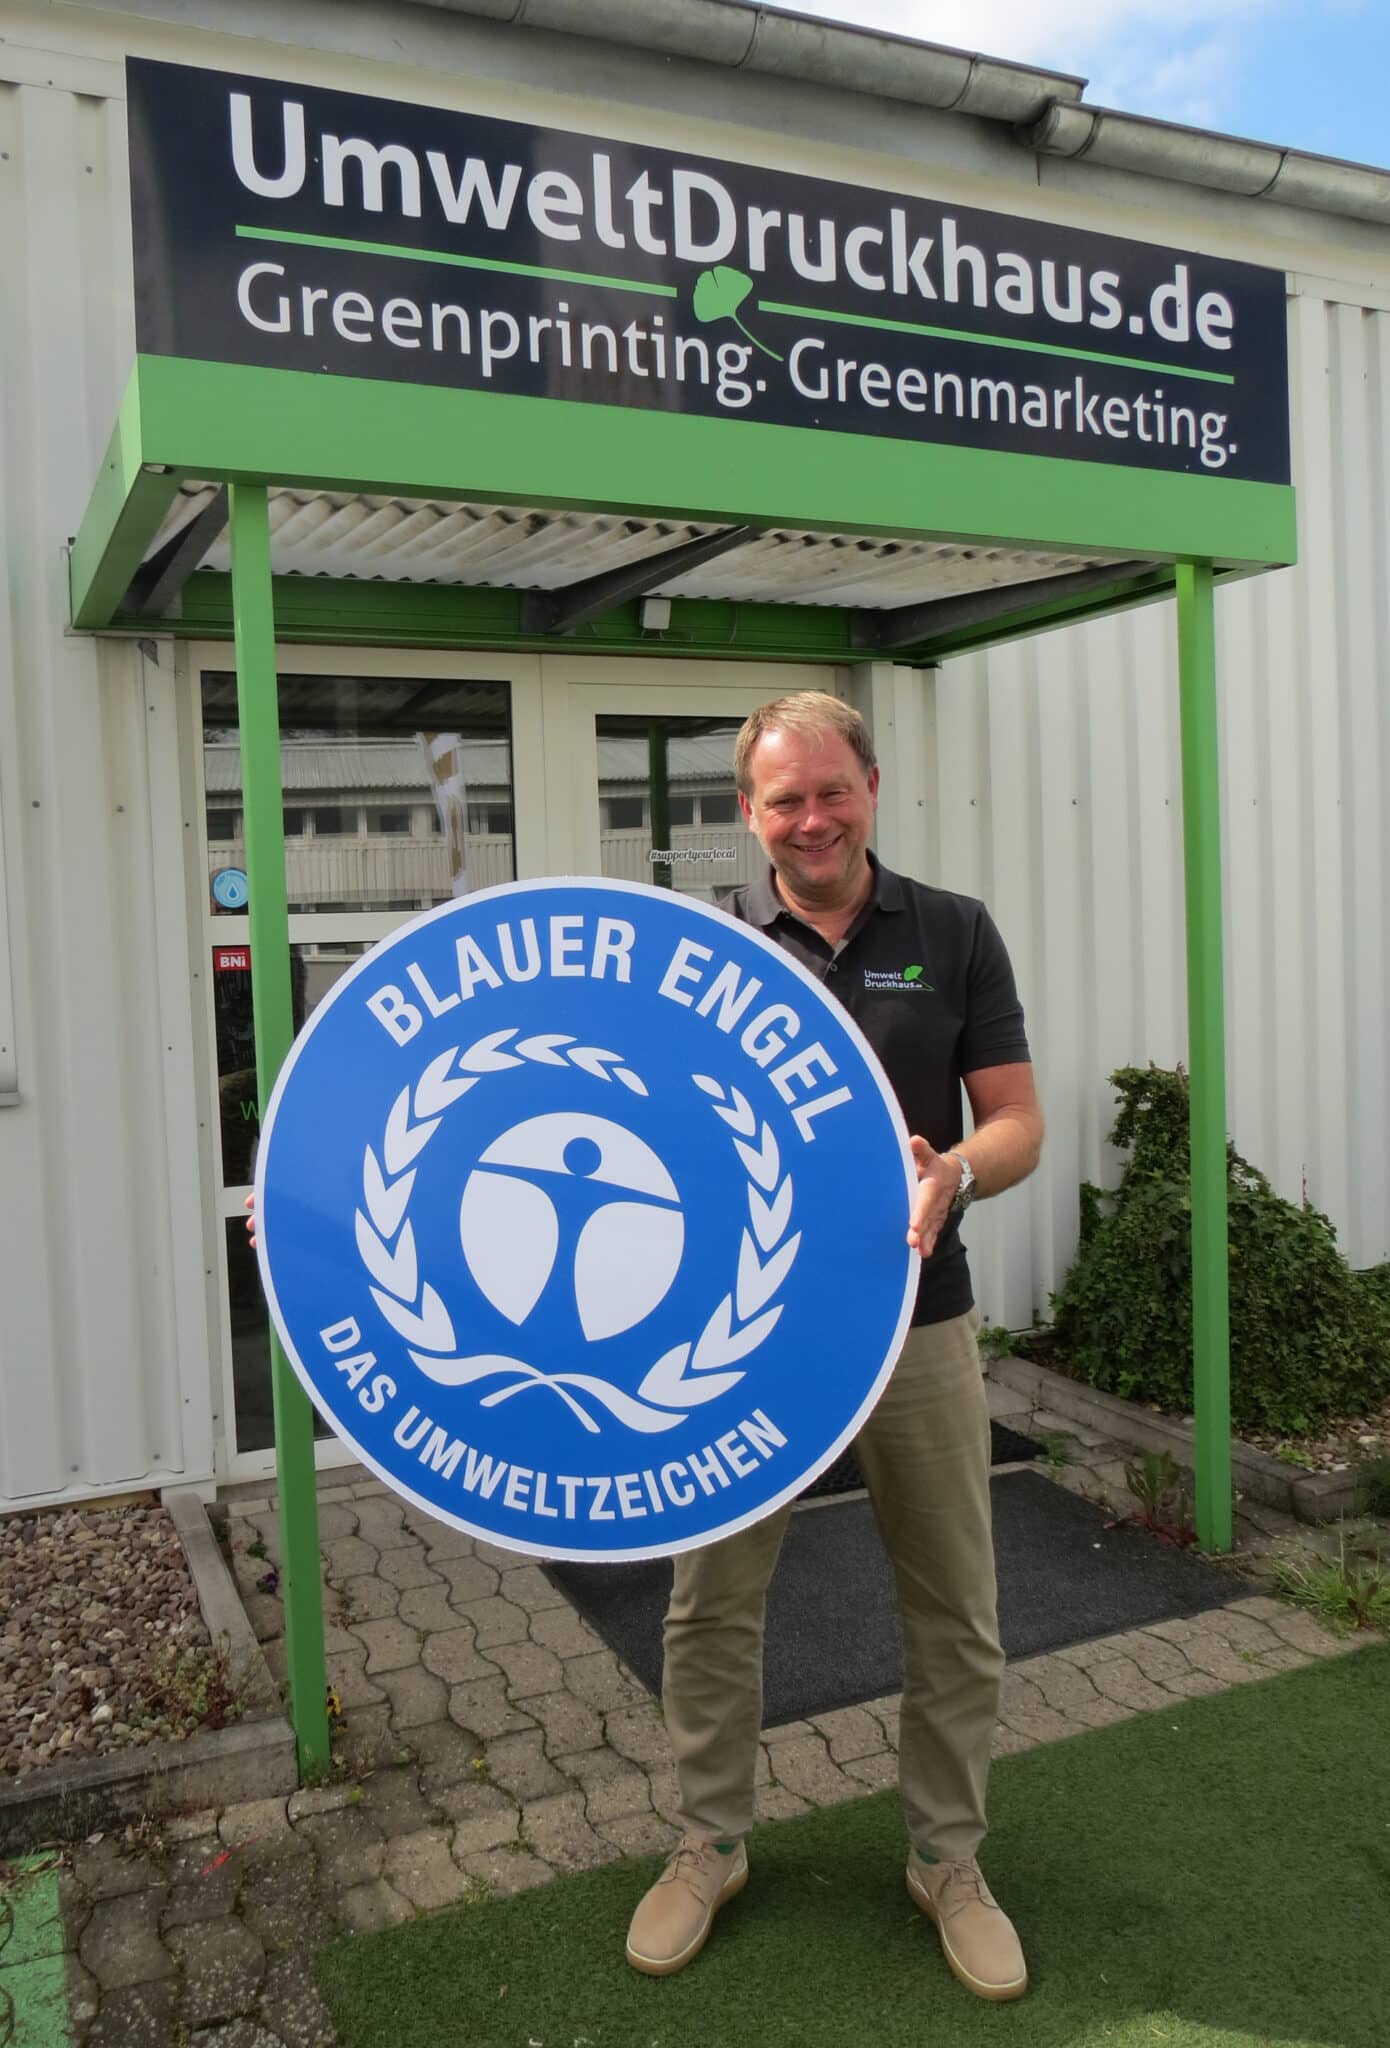 UmweltDruckhaus.de
Greenprinting. Greenmarketing.
#supportyourlocal
BNi
Umwelt
Druckhaus.de
BLAUER ENGEL
DAS UMWELTZEICHEN